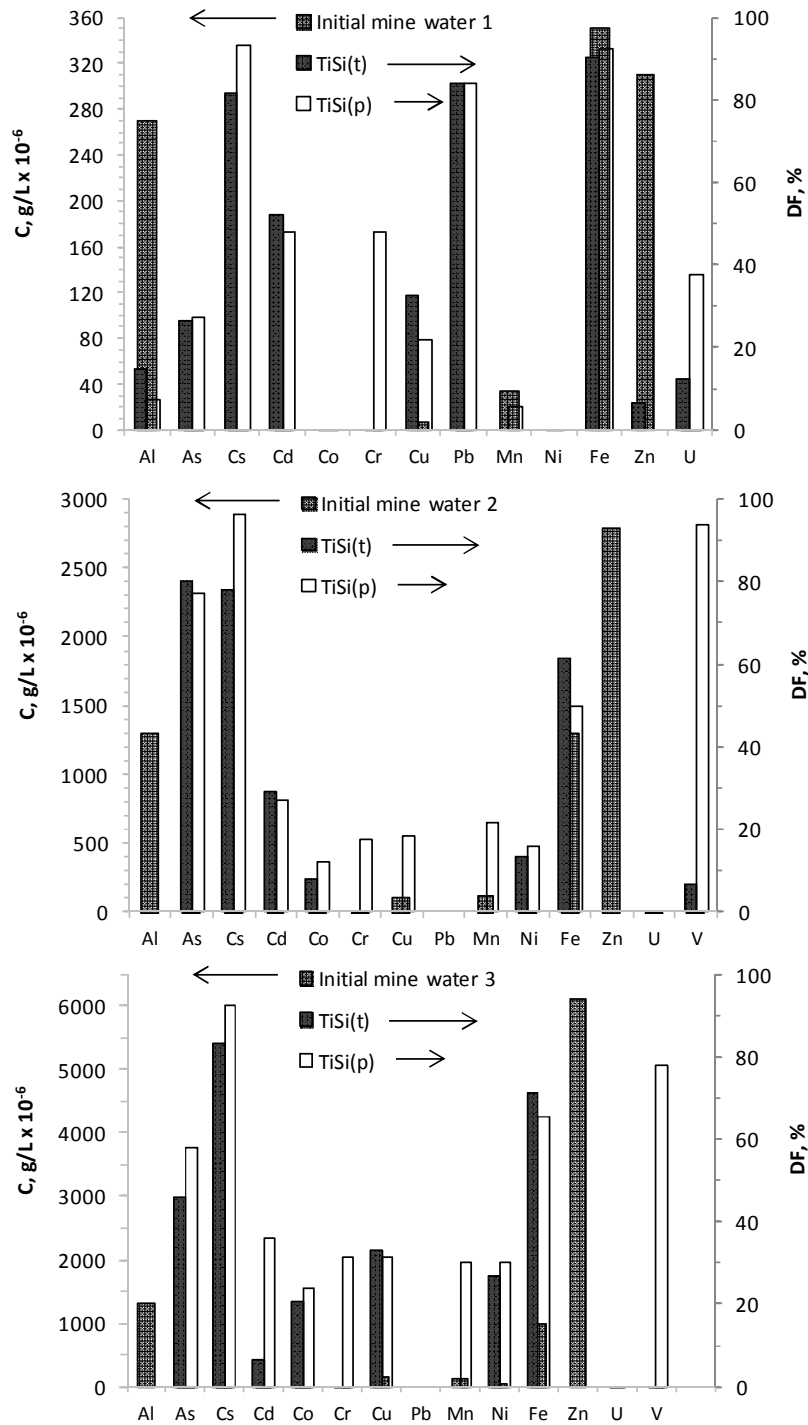 C, g/L x 10⁻⁶
360
320
280
240
200
160
120
80
40
0
Initial mine water 1
TiSi(t)
TiSi(p)
100
80
60
40
20
0
DF, %
Al As Cs Cd Co Cr Cu Pb Mn Ni Fe Zn U
C, g/L x 10⁻⁶
3000
2500
2000
1500
1000
500
0
Initial mine water 2
TiSi(t)
TiSi(p)
100
80
60
40
20
0
DF, %
Al As Cs Cd Co Cr Cu Pb Mn Ni Fe Zn U V
C, g/L x 10⁻⁶
6000
5000
4000
3000
2000
1000
0
Initial mine water 3
TiSi(t)
TiSi(p)
100
80
60
40
20
0
DF, %
Al As Cs Cd Co Cr Cu Pb Mn Ni Fe Zn U V